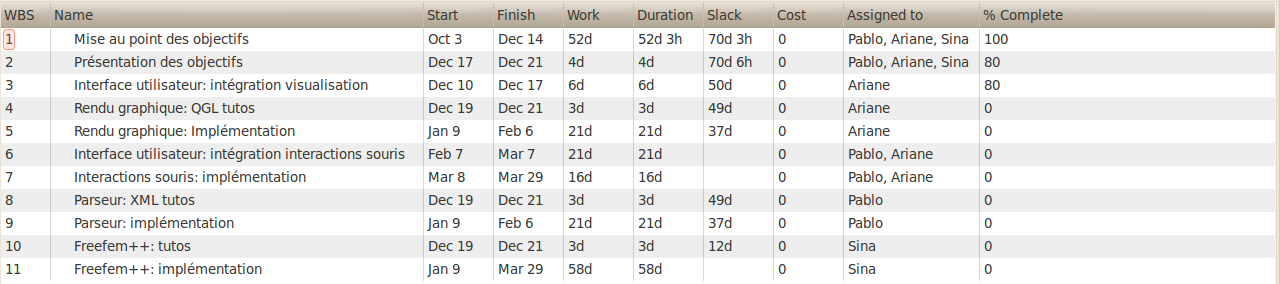 WBS Name Start Finish Work Duration Slack Cost Assigned to % Complete
1 Mise au point des objectifs Oct 3 Dec 14 52d 52d 3h 70d 3h 0 Pablo, Ariane, Sina 100
2 Présentation des objectifs Dec 17 Dec 21 4d 4d 70d 6h 0 Pablo, Ariane, Sina 80
3 Interface utilisateur: intégration visualisation Dec 10 Dec 17 6d 6d 50d 0 Ariane 80
4 Rendu graphique: QGL tutos Dec 19 Dec 21 3d 3d 49d 0 Ariane 0
5 Rendu graphique: Implémentation Jan 9 Feb 6 21d 21d 37d 0 Ariane 0
6 Interface utilisateur: intégration interactions souris Feb 7 Mar 7 21d 21d 0 Pablo, Ariane 0
7 Interactions souris: implémentation Mar 8 Mar 29 16d 16d 0 Pablo, Ariane 0
8 Parseur: XML tutos Dec 19 Dec 21 3d 3d 49d 0 Pablo 0
9 Parseur: implémentation Jan 9 Feb 6 21d 21d 37d 0 Pablo 0
10 Freefem++: tutos Dec 19 Dec 21 3d 3d 12d 0 Sina 0
11 Freefem++: implémentation Jan 9 Mar 29 58d 58d 0 Sina 0